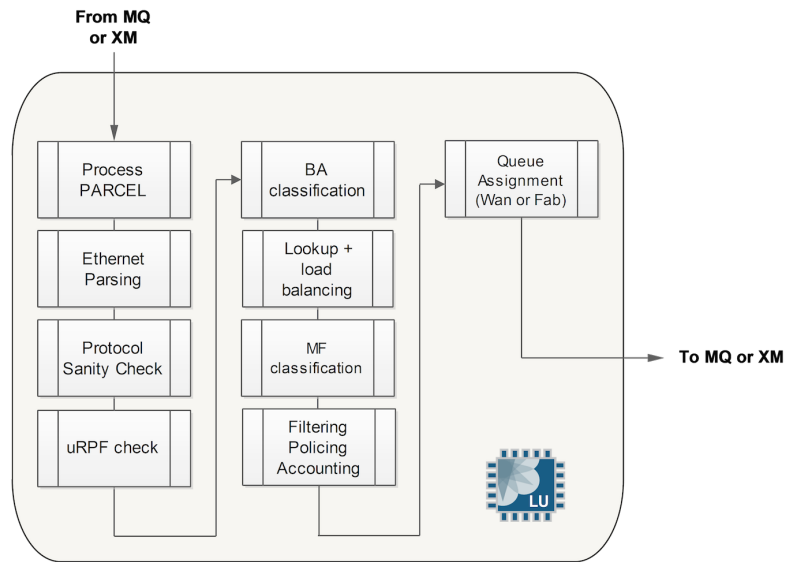 From MQ
or XM
Process
PARCEL
Ethernet
Parsing
Protocol
Sanity Check
uRPF check
BA
classification
Lookup +
load
balancing
MF
classification
Filtering
Policing
Accounting
Queue
Assignment
(Wan or Fab)
To MQ or XM
LU